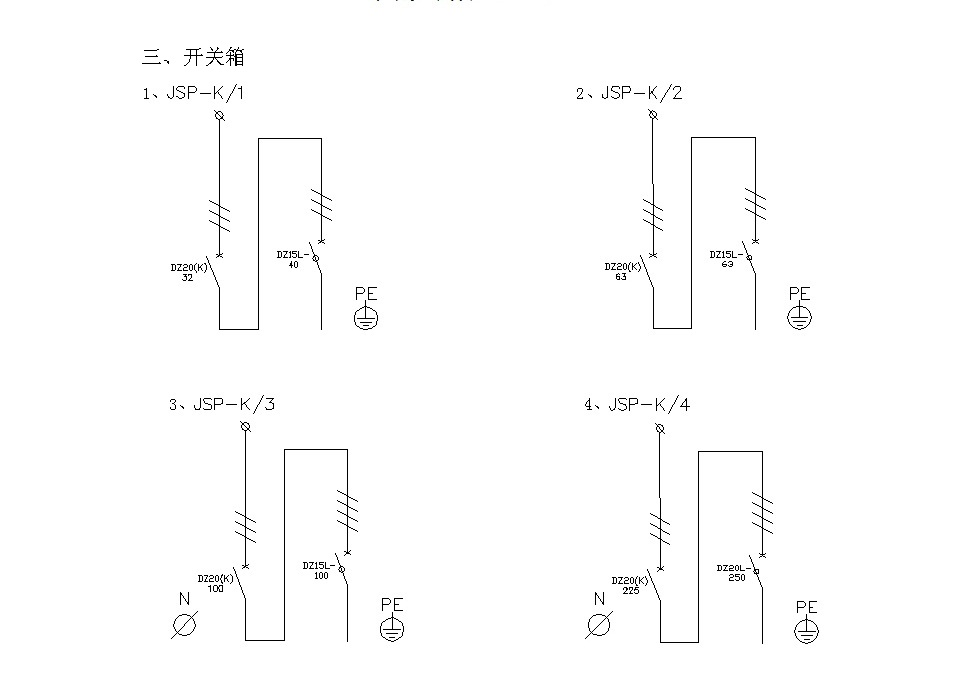 三、开关箱
1、JSP-K/1
DZ20(K)
32
DZ15L-
40
PE
2、JSP-K/2
DZ20(K)
63
DZ15L-
63
PE
3、JSP-K/3
DZ20(K)
100
DZ15L-
100
N
PE
4、JSP-K/4
DZ20(K)
225
DZ20L-
250
N
PE